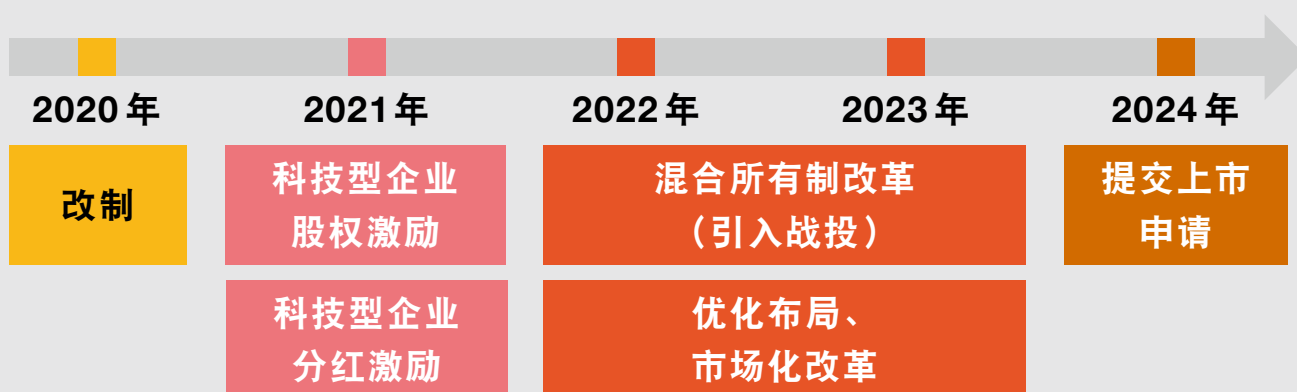 2020年
2021年
2022年
2023年
2024年
改制
科技型企业
股权激励
混合所有制改革
（引入战投）
提交上市
申请
科技型企业
分红激励
优化布局、
市场化改革